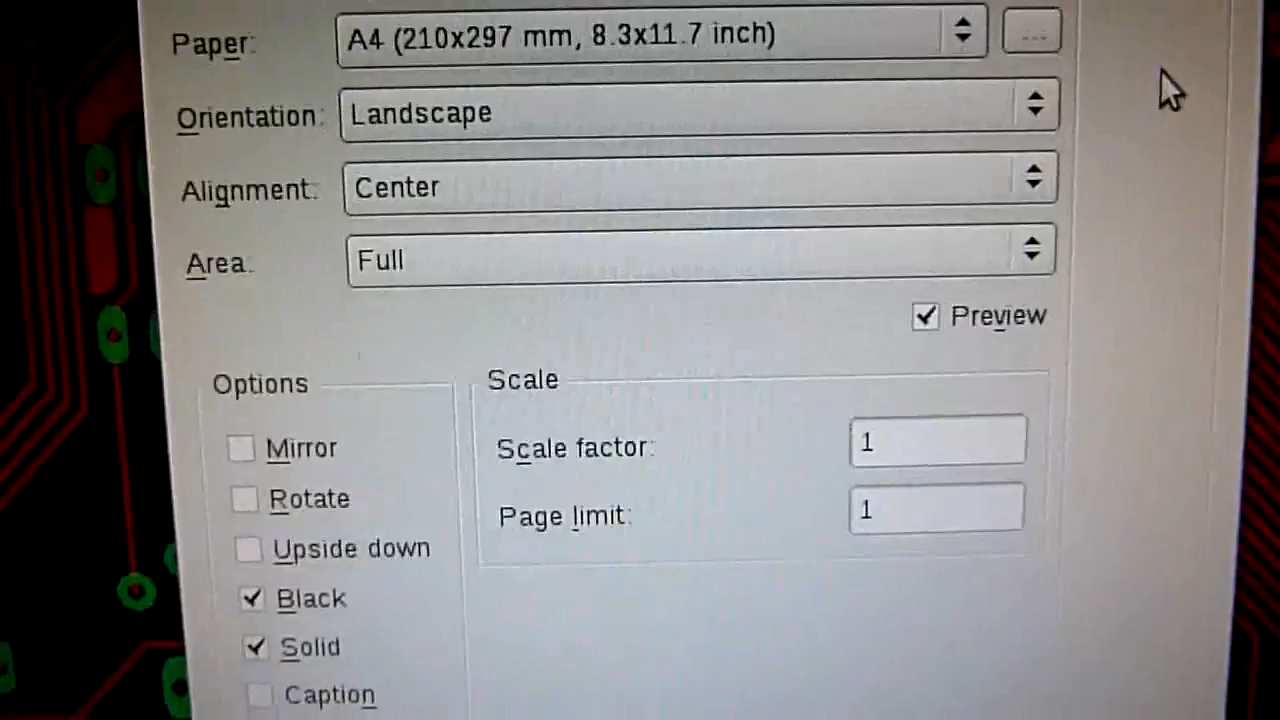 Paper: A4 (210x297 mm, 8.3x11.7 inch) ...
Orientation: Landscape
Alignment: Center
Area: Full
Preview
Options
Scale
Mirror
Scale factor: 1
Rotate
Page limit: 1
Upside down
Black
Solid
Caption